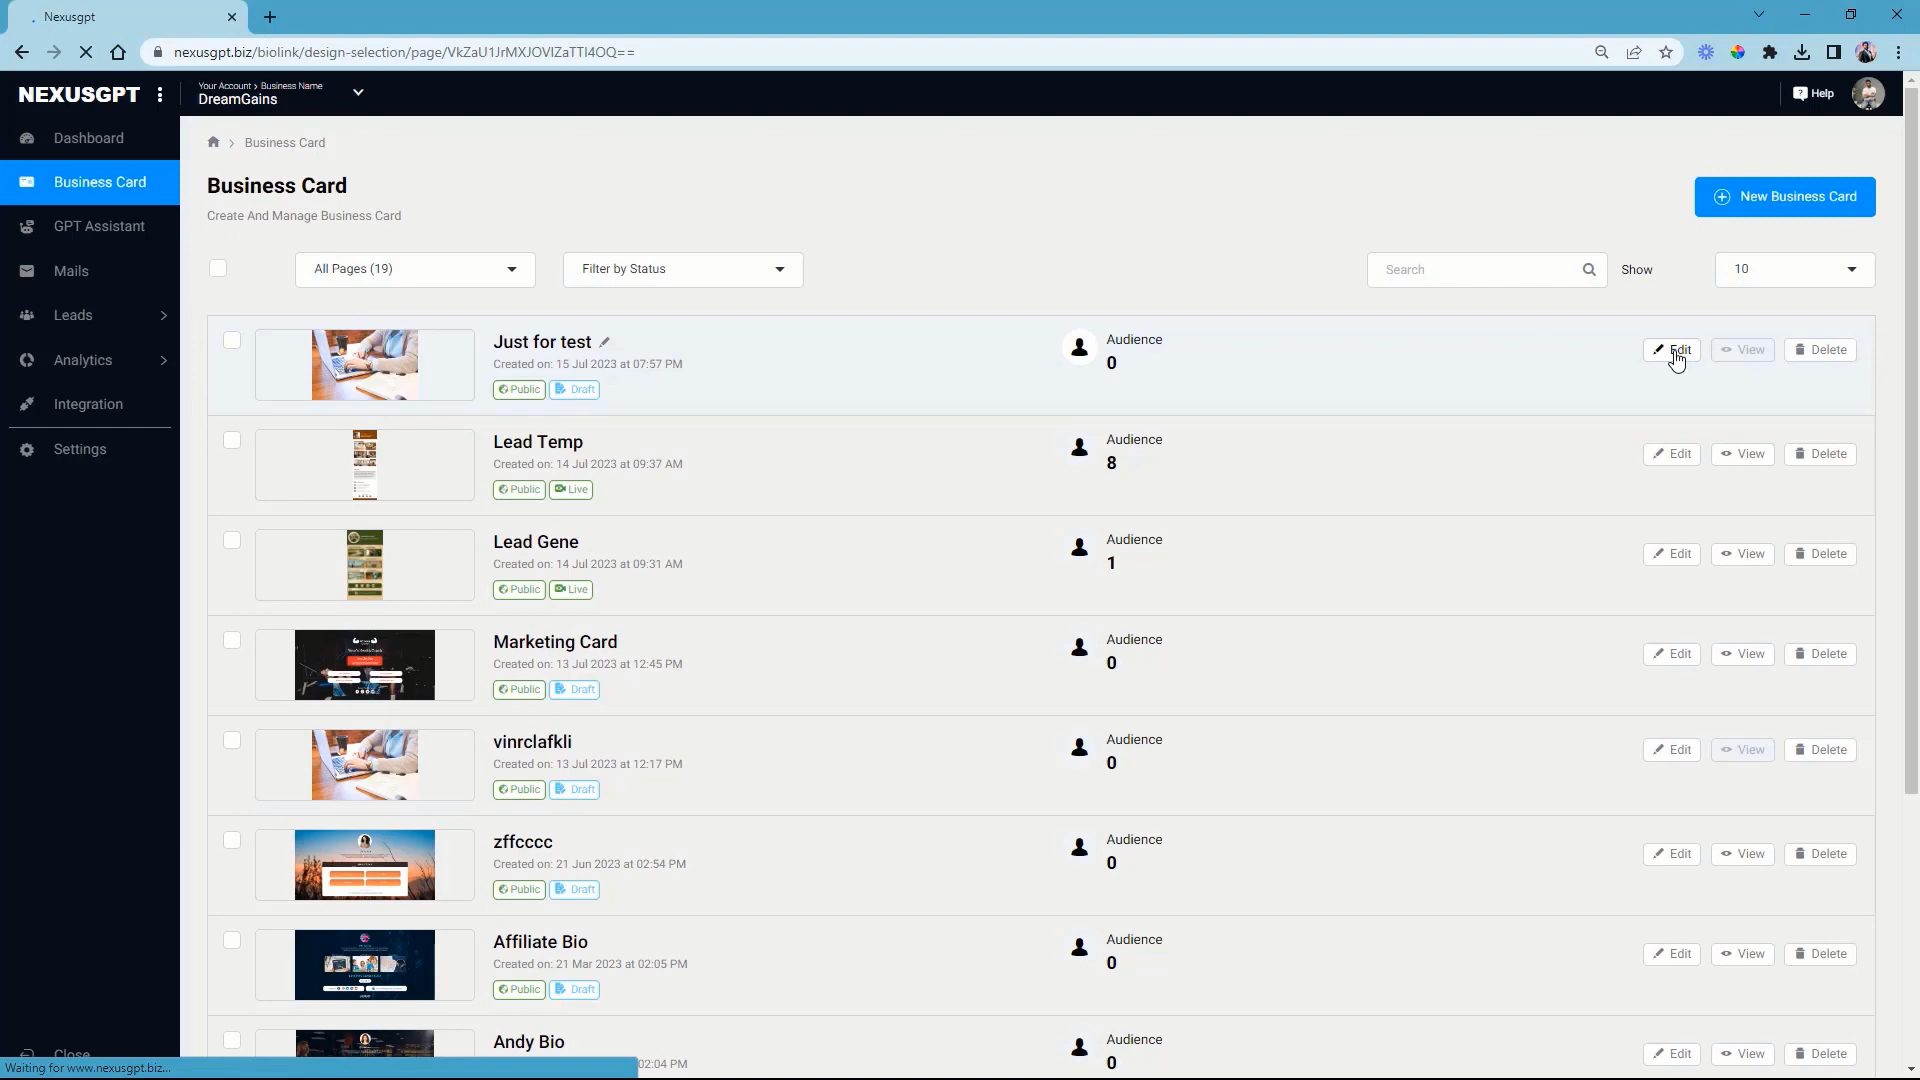 Nexusgpt
nexusgpt.biz/biolink/design-selection/page/VkZaU1JrMXJOVIZaTTI4OQ==
NEXUSGPT
Your Account > Business Name
DreamGains
Help
Dashboard
Business Card
GPT Assistant
Mails
Leads
Analytics
Integration
Settings
Close
Business Card
Business Card
Create And Manage Business Card
New Business Card
All Pages (19)
Filter by Status
Search
Show
10
Just for test
Created on: 15 Jul 2023 at 07:57 PM
Public Draft
Audience
0
Edit View Delete
Lead Temp
Created on: 14 Jul 2023 at 09:37 AM
Public Live
Audience
8
Edit View Delete
Lead Gene
Created on: 14 Jul 2023 at 09:31 AM
Public Live
Audience
1
Edit View Delete
Marketing Card
Created on: 13 Jul 2023 at 12:45 PM
Public Draft
Audience
0
Edit View Delete
vinrclafkli
Created on: 13 Jul 2023 at 12:17 PM
Public Draft
Audience
0
Edit View Delete
zffcccc
Created on: 21 Jun 2023 at 02:54 PM
Public Draft
Audience
0
Edit View Delete
Affiliate Bio
Created on: 21 Mar 2023 at 02:05 PM
Public Draft
Audience
0
Edit View Delete
Andy Bio
02:04 PM
Audience
0
Edit View Delete
Waiting for www.nexusgpt.biz...